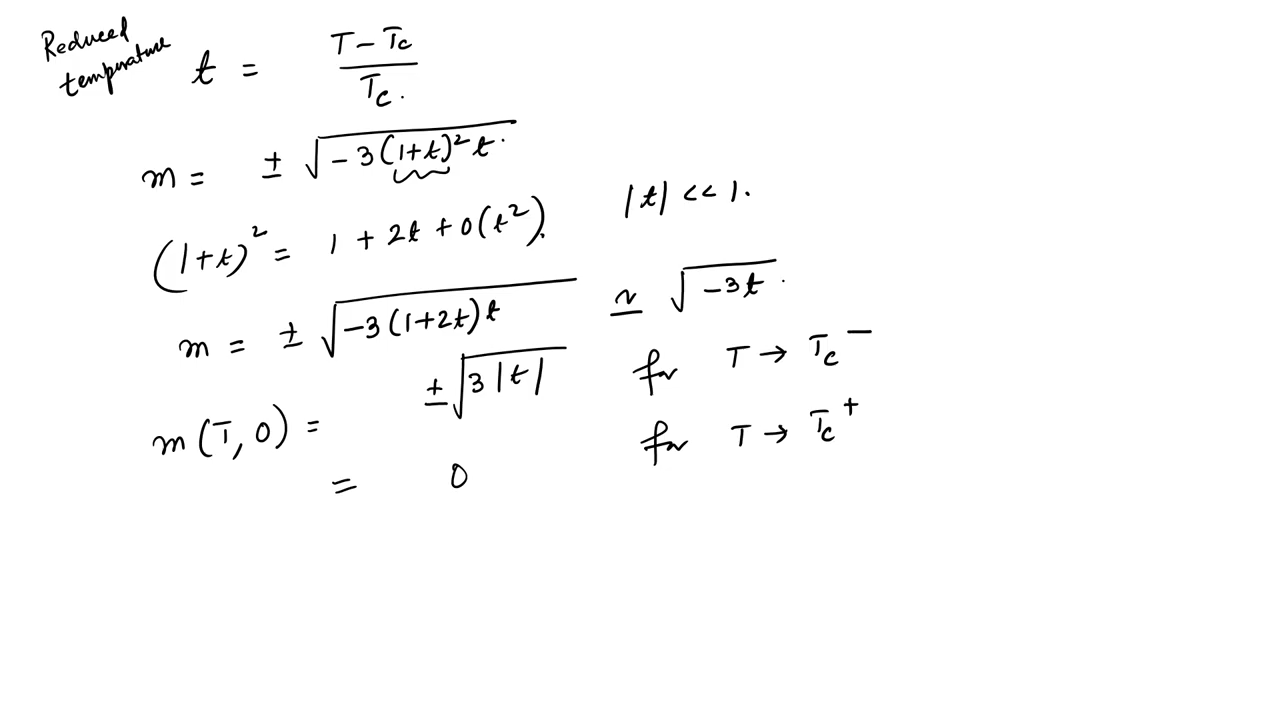 Reduced temperature t = (T - Tc) / Tc.
m = ± √(-3(1+t)²t).
(1+t)² = 1 + 2t + O(t²). |t| << 1.
m = ± √(-3(1+2t)t) ≃ √(-3t).
m(T, 0) = ± √(3|t|) for T → Tc⁻
= 0 for T → Tc⁺